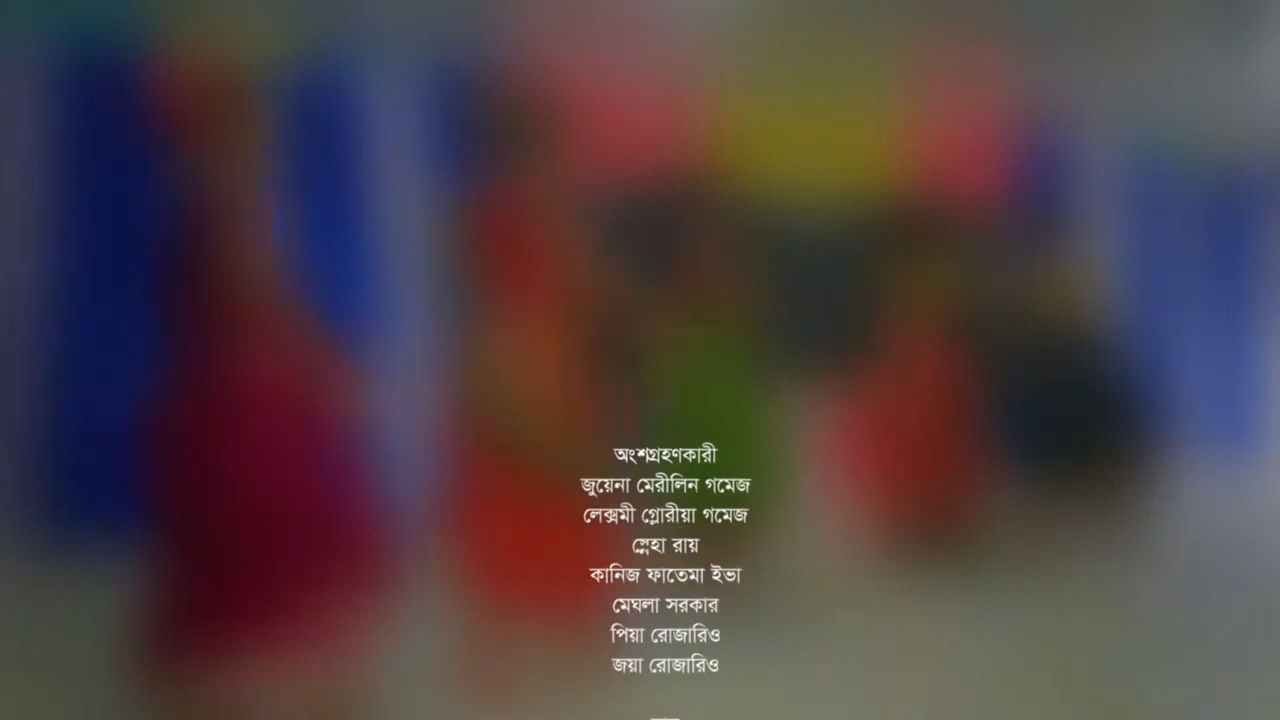 অংশগ্রহণকারী
জুয়েনা মেরীলিন গমেজ
লেক্সমী গ্লোরীয়া গমেজ
স্নেহা রায়
কানিজ ফাতেমা ইভা
মেঘলা সরকার
পিয়া রোজারিও
জয়া রোজারিও